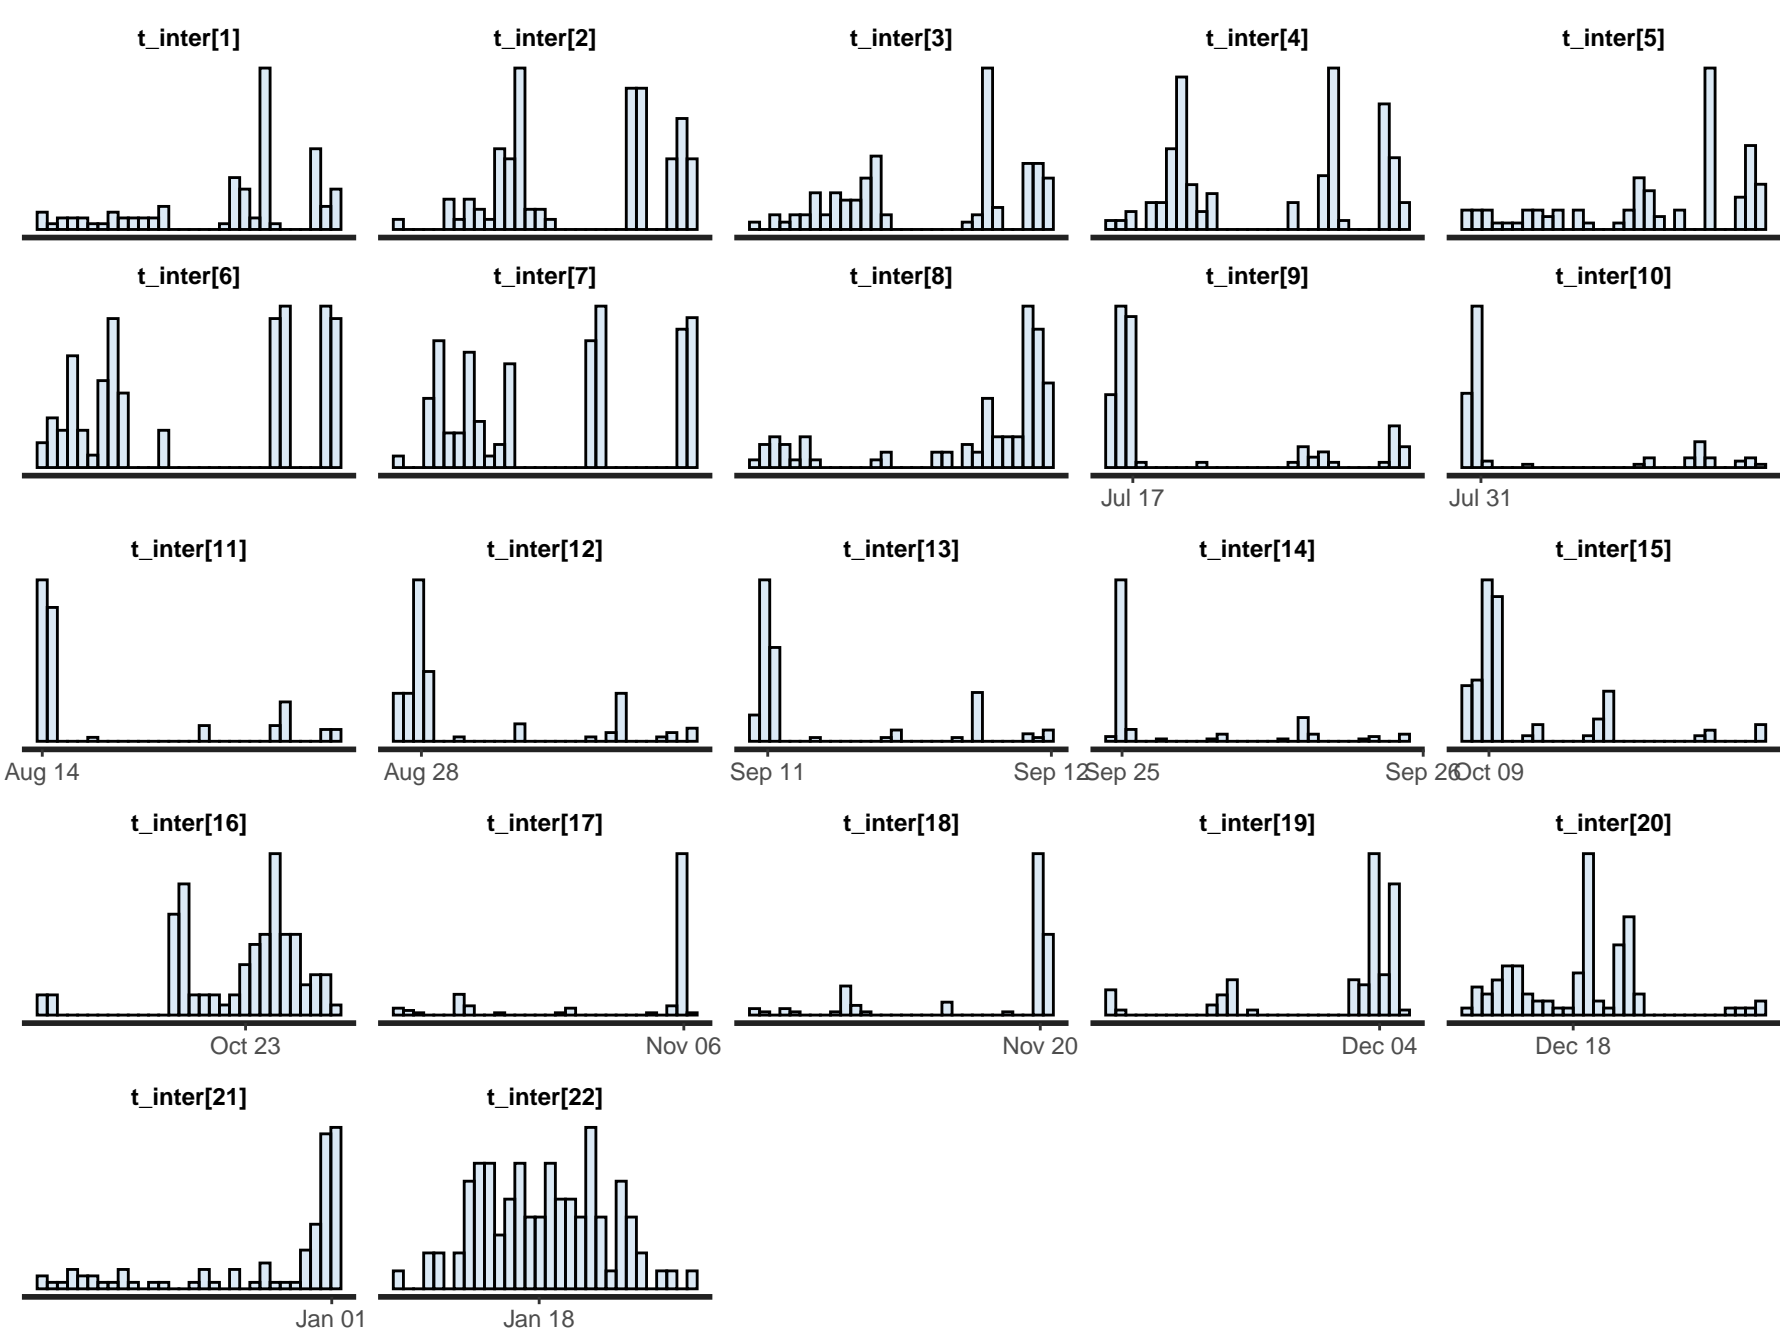 t_inter[1] t_inter[2] t_inter[3] t_inter[4] t_inter[5]
t_inter[6] t_inter[7] t_inter[8] t_inter[9] t_inter[10]
Jul 17 Jul 31
t_inter[11] t_inter[12] t_inter[13] t_inter[14] t_inter[15]
Aug 14 Aug 28 Sep 11 Sep 12 Sep 25 Sep 26 Oct 09
t_inter[16] t_inter[17] t_inter[18] t_inter[19] t_inter[20]
Oct 23 Nov 06 Nov 20 Dec 04 Dec 18
t_inter[21] t_inter[22]
Jan 01 Jan 18